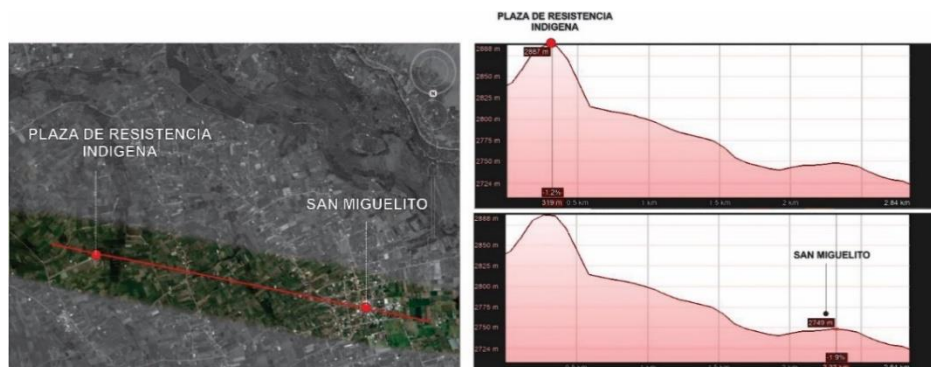 PLAZA DE RESISTENCIA
INDIGENA
SAN MIGUELITO
N
PLAZA DE RESISTENCIA
INDIGENA
2888 m
2887 m
2850 m
2825 m
2800 m
2775 m
2750 m
2724 m
-1.2%
319 m
0.5 km
1 km
1.5 km
2 km
2.84 km
2888 m
2850 m
2825 m
2800 m
2775 m
2750 m
2724 m
SAN MIGUELITO
2749 m
-1.9%